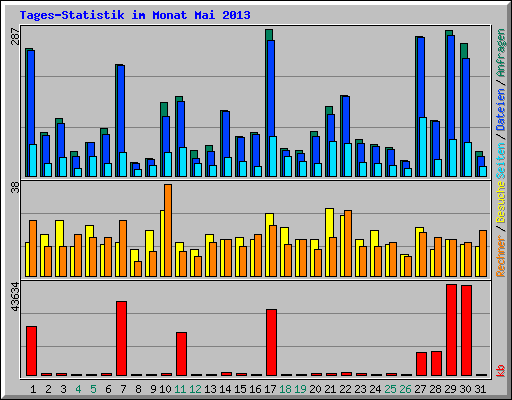 Tages-Statistik im Monat Mai 2013
287
38
43634
Rechner / Besuche Seiten / Dateien / Anfragen
kb
1 2 3 4 5 6 7 8 9 10 11 12 13 14 15 16 17 18 19 20 21 22 23 24 25 26 27 28 29 30 31